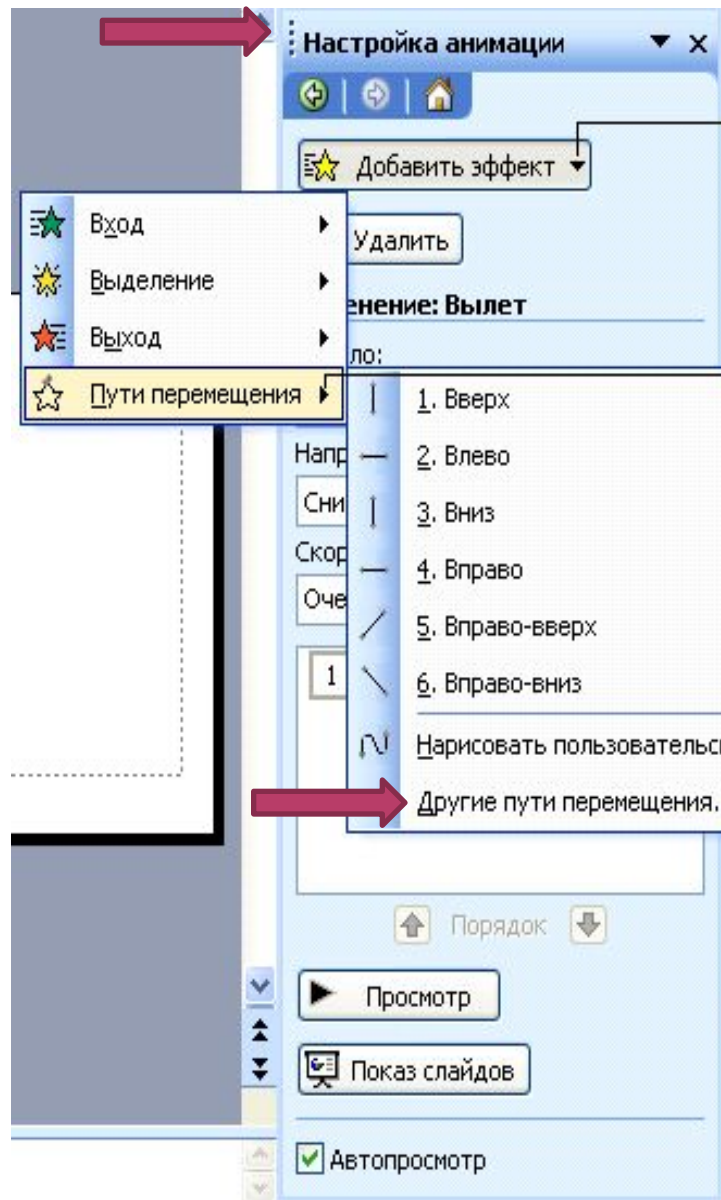 Настройка анимации
Добавить эффект
Вход
Выделение
Выход
Пути перемещения
Удалить
енение: Вылет
ло:
1. Вверх
2. Влево
3. Вниз
4. Вправо
5. Вправо-вверх
6. Вправо-вниз
Нарисовать пользовательс
Другие пути перемещения.
Напр
Сни
Скор
Оче
1
Порядок
Просмотр
Показ слайдов
Автопросмотр